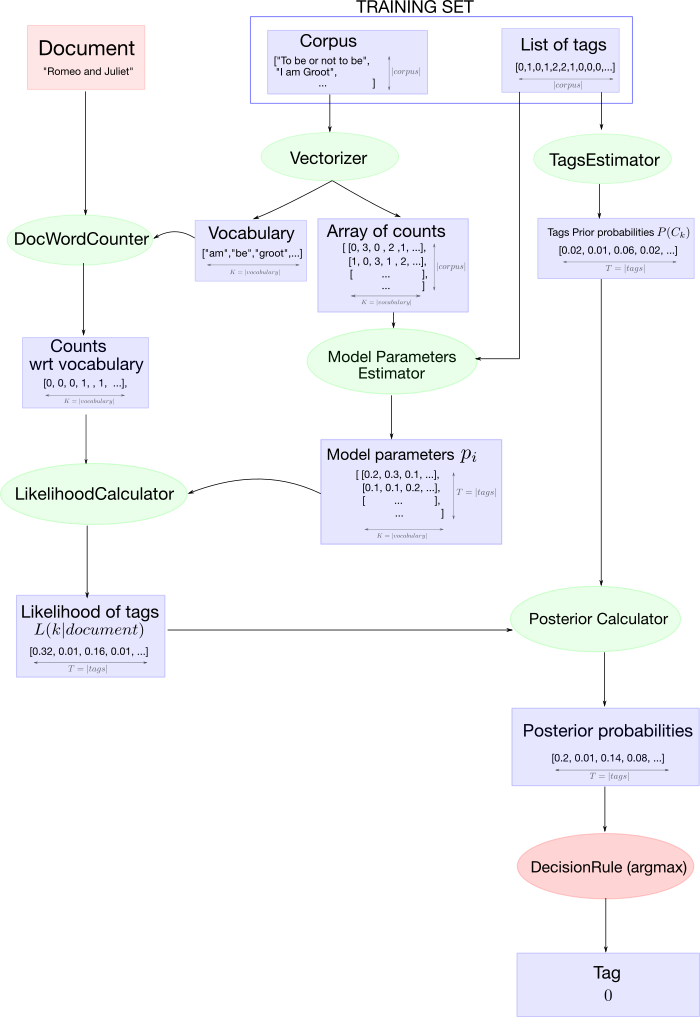 TRAINING SET
Document
"Romeo and Juliet"
Corpus
["To be or not to be",
"I am Groot",
... ]
|corpus|
List of tags
[0,1,0,1,2,2,1,0,0,0,...]
|corpus|
Vectorizer
TagsEstimator
DocWordCounter
Vocabulary
["am","be","groot",...]
K = |vocabulary|
Array of counts
[ [0, 3, 0 , 2 ,1, ...],
[1, 0, 3, 1 , 2, ...],
[ ... ],
... ]
|corpus|
K = |vocabulary|
Tags Prior probabilities P(C_k)
[0.02, 0.01, 0.06, 0.02, ...]
T = |tags|
Counts
wrt vocabulary
[0, 0, 0, 1, , 1, ...],
K = |vocabulary|
Model Parameters
Estimator
Model parameters p_i
[ [0.2, 0.3, 0.1, ...],
[0.1, 0.1, 0.2, ...],
[ ... ],
... ]
T = |tags|
K = |vocabulary|
LikelihoodCalculator
Likelihood of tags
L(k|document)
[0.32, 0.01, 0.16, 0.01, ...]
T = |tags|
Posterior Calculator
Posterior probabilities
[0.2, 0.01, 0.14, 0.08, ...]
T = |tags|
DecisionRule (argmax)
Tag
0